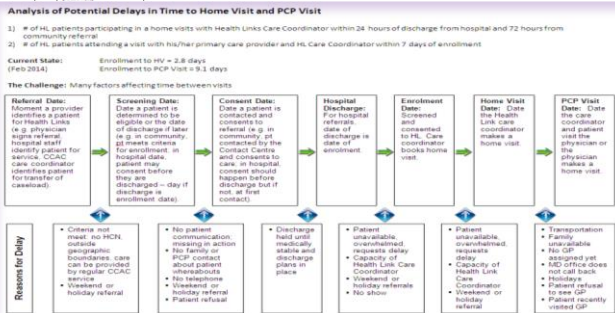 Analysis of Potential Delays in Time to Home Visit and PCP Visit
1) # of HL patients participating in a home visits with Health Links Care Coordinator within 24 hours of discharge from hospital and 72 hours from
community referral
2) # of HL patients attending a visit with his/her primary care provider and HL Care Coordinator within 7 days of enrollment
Current State: Enrollment to HV = 2.8 days
(Feb 2014) Enrollment to PCP Visit = 9.1 days
The Challenge: Many factors affecting time between visits
Referral Date:
Moment a provider
identifies a patient
for Health Links
(e.g. physician
signs referral,
hospital staff
identify patient for
service, CCAC
care coordinator
identifies patient
for transfer of
caseload)
Screening Date:
Date a patient is
determined to be
eligible or the date
of discharge if later
(e.g. in community,
pt meets criteria
for enrollment, in
hospital date,
patient may
consent before
they are
discharged – day if
discharge is
enrollment date)
Consent Date:
Date a patient is
contacted and
consents to
referral (e.g. in
community, pt
contacted by the
Contact Centre
and consents to
care; in hospital,
consent should
happen before
discharge but if
not, at first
contact)
Hospital
Discharge:
For hospital
referrals,
date of
discharge is
date of
enrolment
Enrolment
Date:
Screened
and
consented
to HL. Care
coordinator
books home
visit.
Home Visit
Date: Date
the Health
Link care
coordinator
makes a
home visit.
PCP Visit
Date: Date
the care
coordinator
and patient
visit the
physician or
the
physician
makes a
home visit.
Reasons for Delay
• Criteria not
meet: no HCN,
outside
geographic
boundaries, care
can be provided
by regular CCAC
service
• Weekend or
holiday referral
• No patient
communication:
missing in action
• No family or
PCP contact
about patient
whereabouts
• No telephone
• Weekend or
holiday referral
• Patient refusal
• Discharge
held until
medically
stable and
discharge
plans in
place
• Patient
unavailable,
overwhelmed,
requests delay
• Capacity of
Health Link Care
Coordinator
• Weekend or
holiday referrals
• No show
• Patient
unavailable,
overwhelmed,
requests
delay
• Capacity of
Health Link
Care
Coordinator
• Weekend or
holiday
referral
• Transportation
• Family
unavailable
• No GP
assigned yet
• MD office does
not call back
• Holidays
• Patient refusal
to see GP
• Patient recently
visited GP